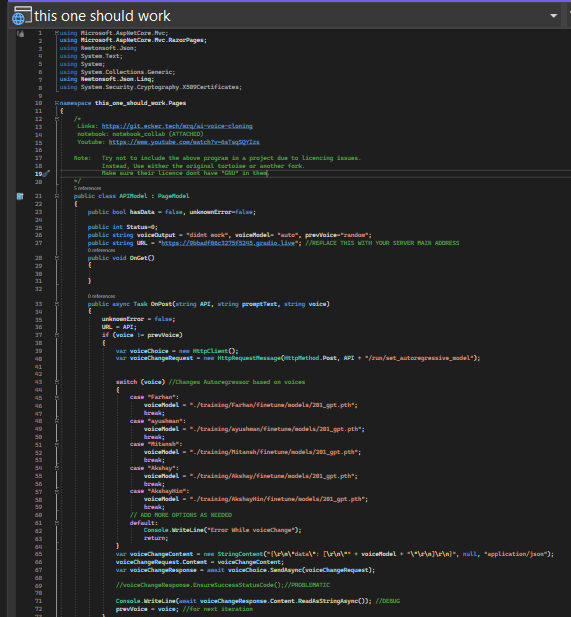 this one should work
1 using Microsoft.AspNetCore.Mvc;
2 using Microsoft.AspNetCore.Mvc.RazorPages;
3 using Newtonsoft.Json;
4 using System.Text;
5 using System;
6 using System.Collections.Generic;
7 using Newtonsoft.Json.Linq;
8 using System.Security.Cryptography.X509Certificates;
9
10 namespace this_one_should_work.Pages
11 {
12 /*
13 Links: https://git.ecker.tech/mrq/ai-voice-cloning
14 notebook: notebook_collab (ATTACHED)
15 Youtube: https://www.youtube.com/watch?v=6sTsqSQYIzs
16
17 Note: Try not to include the above program in a project due to licencing issues.
18 Instead, Use either the original tortoise or another fork.
19 Make sure their licence dont have "GNU" in them.
20 */
5 references
21 public class APIModel : PageModel
22 {
23 public bool hasData = false, unknownError=false;
24
25 public int Status=0;
26 public string voiceOutput = "didnt work", voiceModel= "auto", prevVoice="random";
27 public string URL = "https://9bbadf06c3275f5245.gradio.live"; //REPLACE THIS WITH YOUR SERVER MAIN ADDRESS
0 references
28 public void OnGet()
29 {
30
31 }
32
0 references
33 public async Task OnPost(string API, string promptText, string voice)
34 {
35 unknownError = false;
36 URL = API;
37 if (voice != prevVoice)
38 {
39 var voiceChoice = new HttpClient();
40 var voiceChangeRequest = new HttpRequestMessage(HttpMethod.Post, API + "/run/set_autoregressive_model");
41
42
43 switch (voice) //Changes Autoregressor based on voices
44 {
45 case "Farhan":
46 voiceModel = "./training/Farhan/finetune/models/201_gpt.pth";
47 break;
48 case "ayushman":
49 voiceModel = "./training/ayushman/finetune/models/201_gpt.pth";
50 break;
51 case "Mitansh":
52 voiceModel = "./training/Mitansh/finetune/models/201_gpt.pth";
53 break;
54 case "Akshay":
55 voiceModel = "./training/Akshay/finetune/models/201_gpt.pth";
56 break;
57 case "AkshayHin":
58 voiceModel = "./training/AkshayHin/finetune/models/201_gpt.pth";
59 break;
60 // ADD MORE OPTIONS AS NEEDED
61 default:
62 Console.WriteLine("Error While voiceChange");
63 return;
64 }
65 var voiceChangeContent = new StringContent("{\r\n\"data\": [\r\n\"" + voiceModel + "\"\r\n]\r\n}", null, "application/json");
66 voiceChangeRequest.Content = voiceChangeContent;
67 var voiceChangeResponse = await voiceChoice.SendAsync(voiceChangeRequest);
68
69 //voiceChangeResponse.EnsureSuccessStatusCode();//PROBLEMATIC
70
71 Console.WriteLine(await voiceChangeResponse.Content.ReadAsStringAsync()); //DEBUG
72 prevVoice = voice; //for next iteration